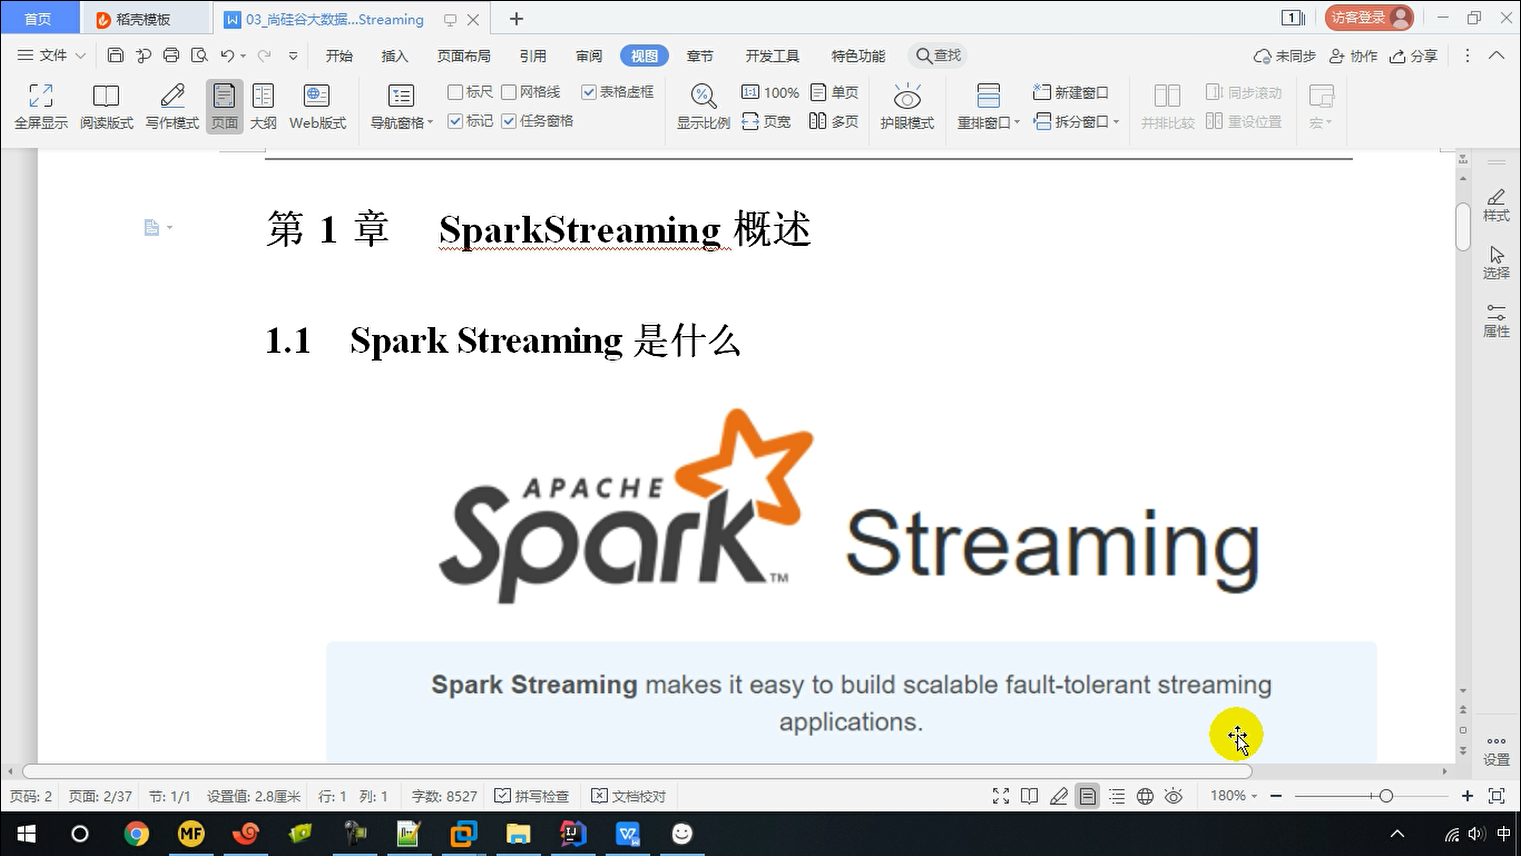 首页 稻壳模板 03_尚硅谷大数据...Streaming 1 访客登录
文件 开始 插入 页面布局 引用 审阅 视图 章节 开发工具 特色功能 查找 未同步 协作 分享
标尺 网格线 表格虚框 1:1 100% 单页 新建窗口 同步滚动
全屏显示 阅读版式 写作模式 页面 大纲 Web版式 导航窗格 标记 任务窗格 显示比例 页宽 多页 护眼模式 重排窗口 拆分窗口 并排比较 重设位置 宏
第 1 章 SparkStreaming 概述
样式
选择
属性
1.1 Spark Streaming 是什么
APACHE
Spark™ Streaming
Spark Streaming makes it easy to build scalable fault-tolerant streaming
applications.
设置
页码: 2 页面: 2/37 节: 1/1 设置值: 2.8厘米 行: 1 列: 1 字数: 8527 拼写检查 文档校对 180%
MF IJ 中